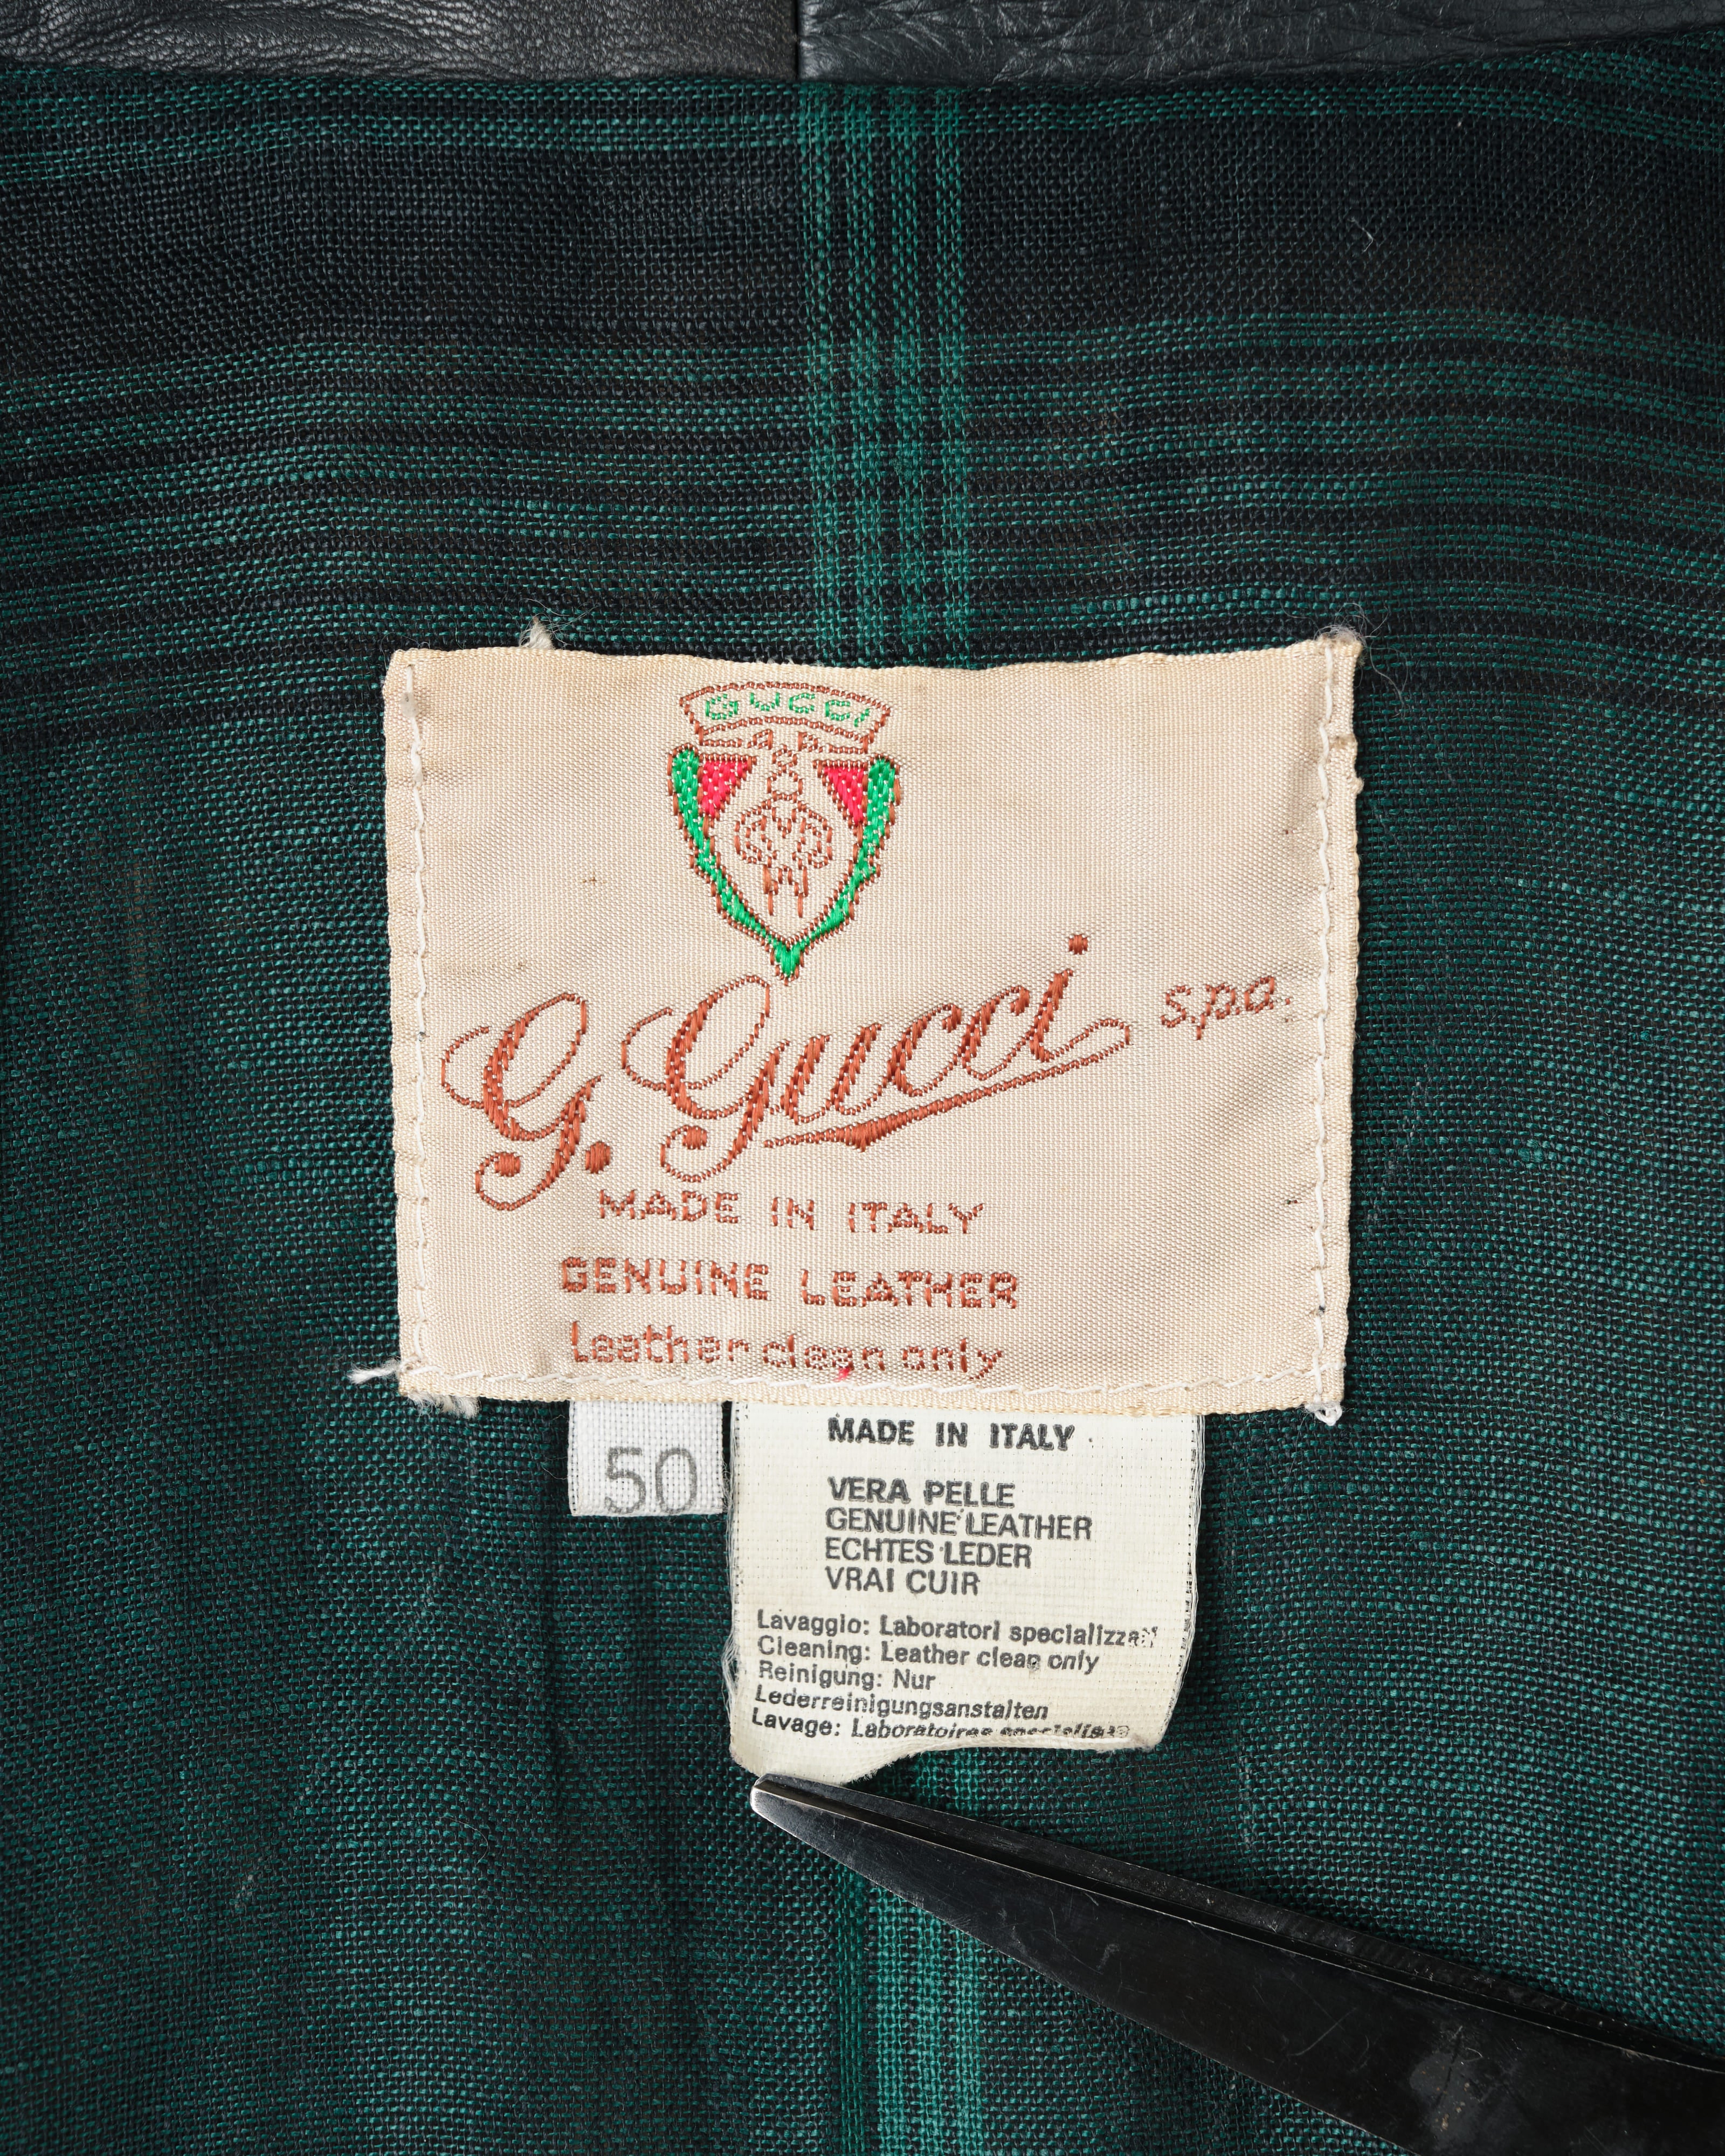 GUCCI
G. Gucci s.p.a.
MADE IN ITALY
GENUINE LEATHER
Leather clean only
50
MADE IN ITALY
VERA PELLE
GENUINE LEATHER
ECHTES LEDER
VRAI CUIR
Lavaggio: Laboratori
Cleaning: Leather clean only
Reinigung: Nur
Lederreinigungsanstalten
Lavage: Laboratoires